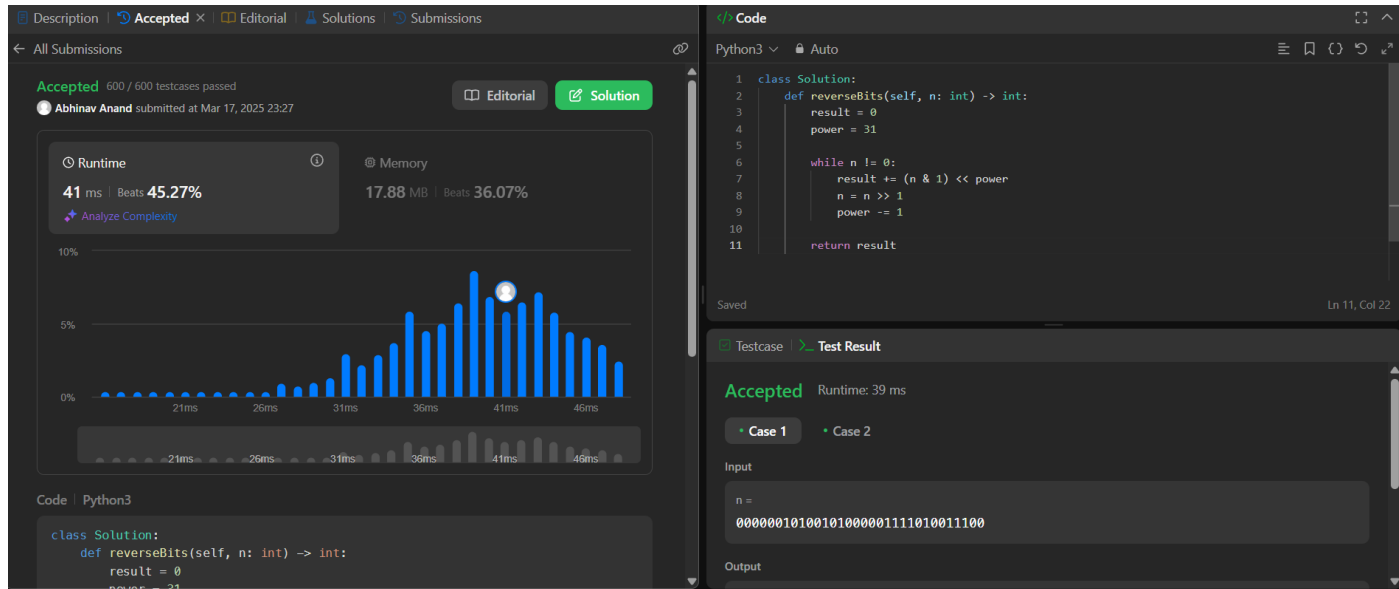 Description
Accepted
Editorial
Solutions
Submissions
All Submissions
Accepted 600 / 600 testcases passed
Abhinav Anand submitted at Mar 17, 2025 23:27
Editorial
Solution
Runtime
41 ms Beats 45.27%
Analyze Complexity
Memory
17.88 MB Beats 36.07%
10%
5%
0%
21ms 26ms 31ms 36ms 41ms 46ms
21ms 26ms 31ms 36ms 41ms 46ms
Code Python3
class Solution:
def reverseBits(self, n: int) -> int:
result = 0
power = 31
</> Code
Python3 Auto
1 class Solution:
2 def reverseBits(self, n: int) -> int:
3 result = 0
4 power = 31
5
6 while n != 0:
7 result += (n & 1) << power
8 n = n >> 1
9 power -= 1
10
11 return result
Saved
Ln 11, Col 22
Testcase
Test Result
Accepted Runtime: 39 ms
Case 1 Case 2
Input
n =
00000010100101000001111010011100
Output